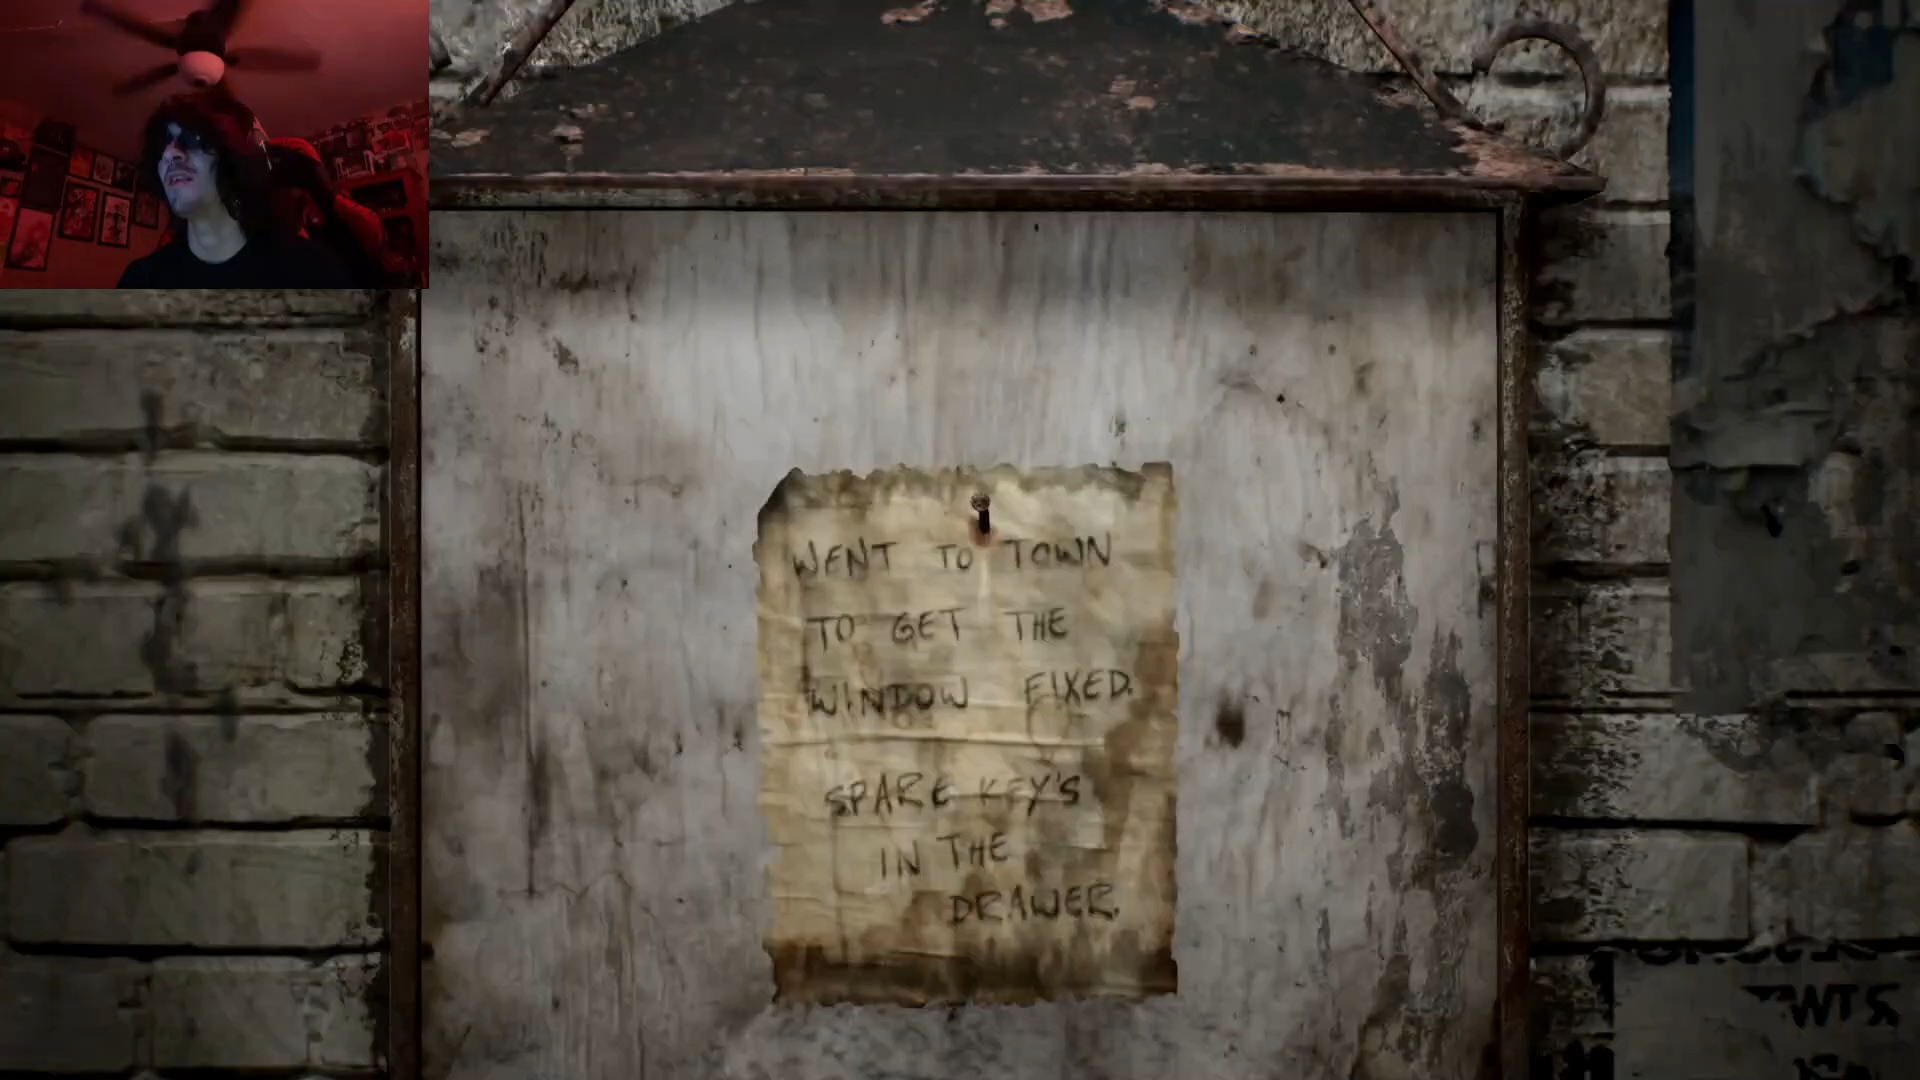 WENT TO TOWN
TO GET THE
WINDOW FIXED.
SPARE KEY'S
IN THE
DRAWER.